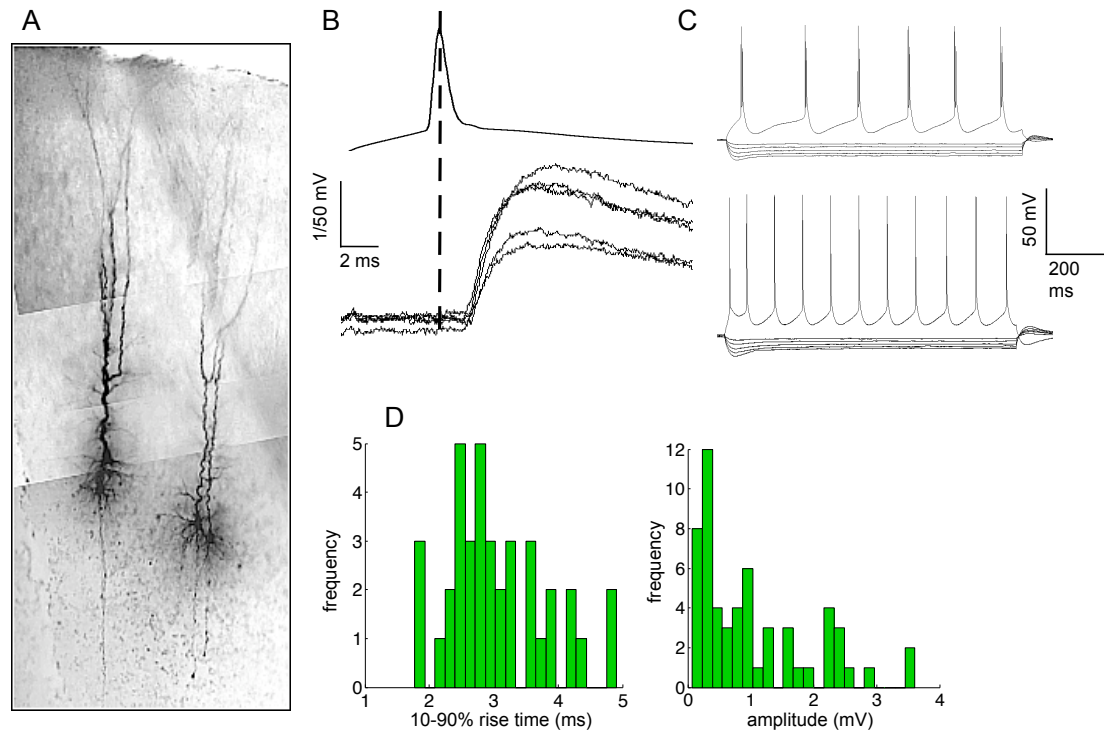 A
B
C
1/50 mV
2 ms
50 mV
200
ms
D
frequency
5
4
3
2
1
0
1 2 3 4 5
10-90% rise time (ms)
frequency
12
10
8
6
4
2
0
0 1 2 3 4
amplitude (mV)